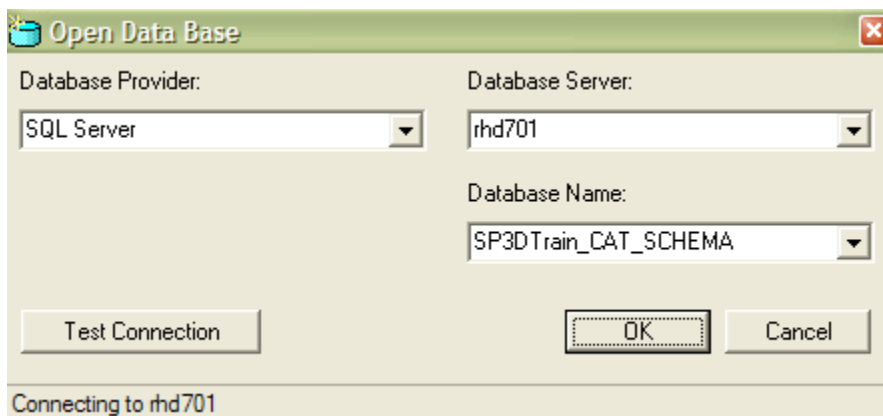 Open Data Base
Database Provider:
SQL Server
Database Server:
rhd701
Database Name:
SP3DTrain_CAT_SCHEMA
Test Connection
OK
Cancel
Connecting to rhd701